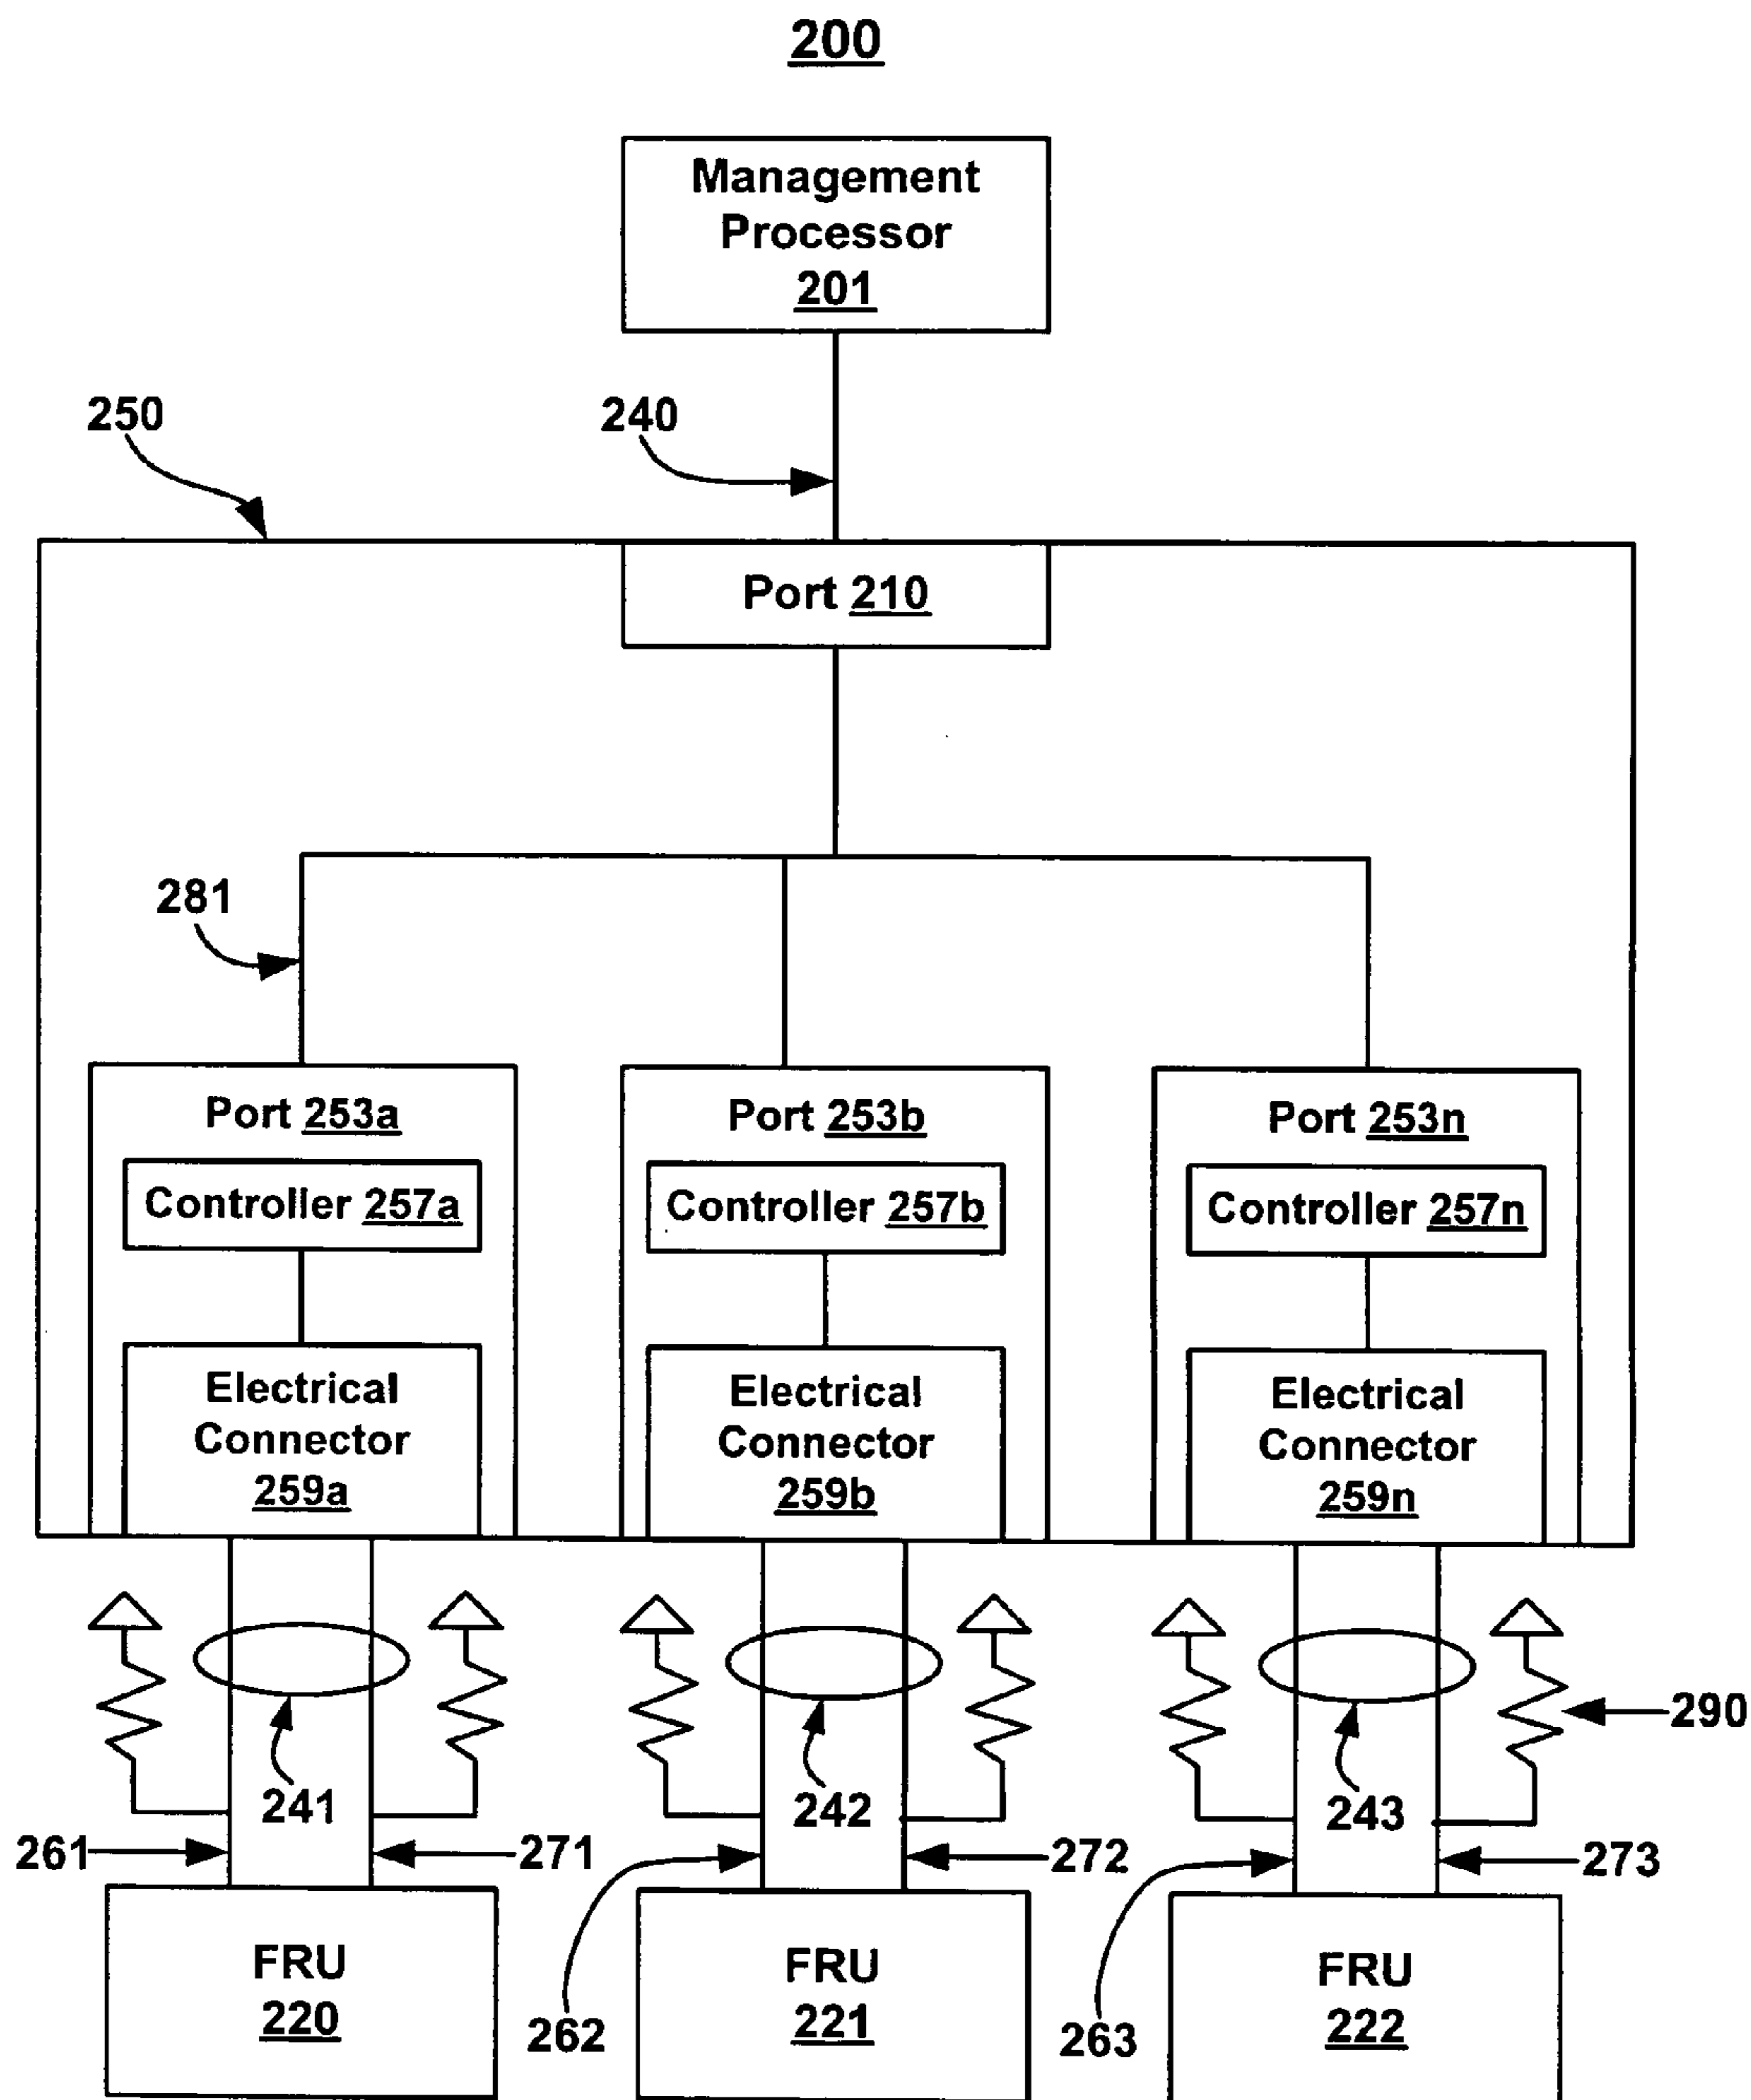 200
Management
Processor
201
250
240
Port 210
281
Port 253a
Port 253b
Port 253n
Controller 257a
Controller 257b
Controller 257n
Electrical
Connector
259a
Electrical
Connector
259b
Electrical
Connector
259n
290
241
242
243
261
271
272
273
FRU
220
262
FRU
221
263
FRU
222